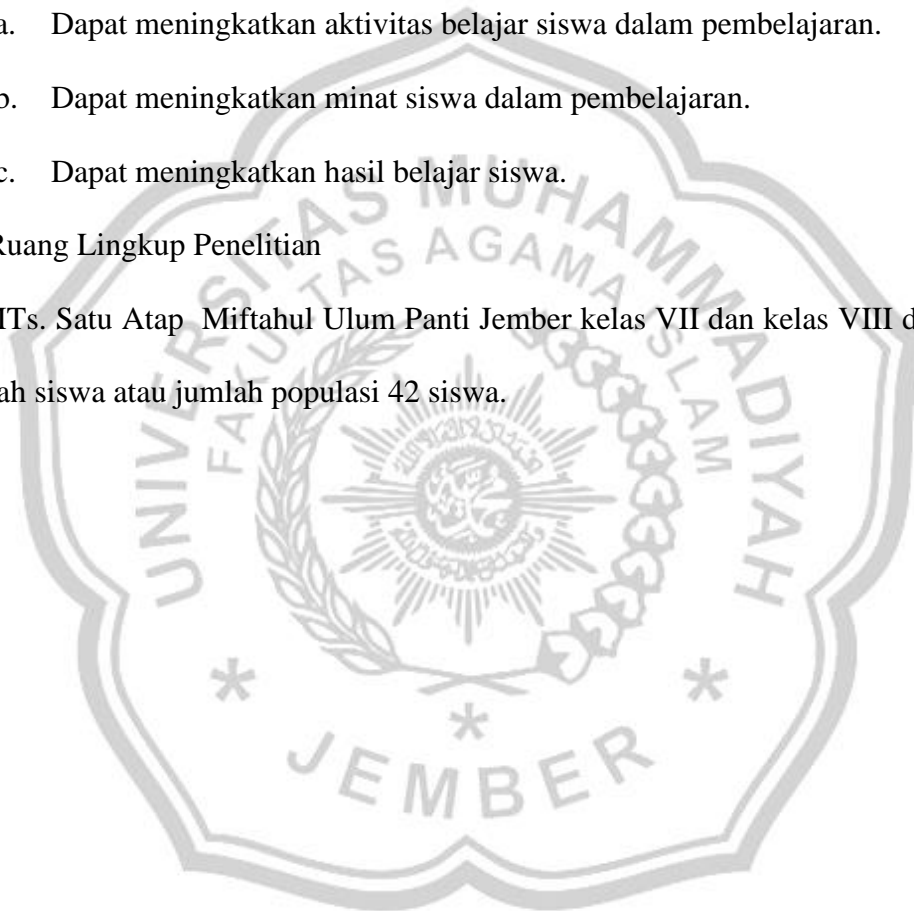 a. Dapat meningkatkan aktivitas belajar siswa dalam pembelajaran.
b. Dapat meningkatkan minat siswa dalam pembelajaran.
c. Dapat meningkatkan hasil belajar siswa.
Ruang Lingkup Penelitian
ITs. Satu Atap Miftahul Ulum Panti Jember kelas VII dan kelas VIII d
ah siswa atau jumlah populasi 42 siswa.
UNIVERSITAS MUHAMMADIYAH
FAKULTAS AGAMA ISLAM
JEMBER